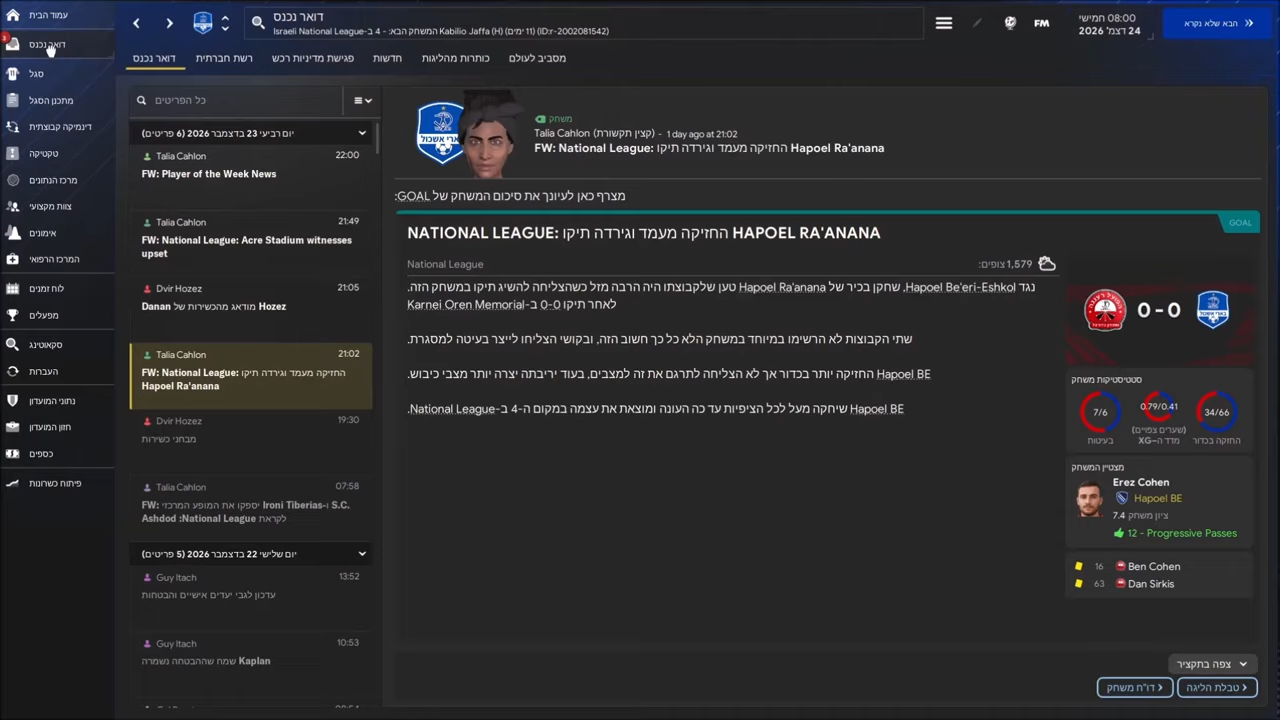 עמוד הבית
דואר נכנס
3
סגל
מתכנן הסגל
דינמיקה קבוצתית
טקטיקה
מרכז הנתונים
צוות מקצועי
אימונים
המרכז הרפואי
לוח זמנים
מפעלים
סקאוטינג
העברות
נתוני המועדון
חזון המועדון
כספים
פיתוח כשרונות
דואר נכנס
Israeli National League-ב 4 - :המשחק הבא Kabilio Jaffa (H) (11 ימים) (ID:r-2002081542)
FM
08:00 חמישי
24 דצמ' 2026
הבא שלא נקרא
דואר נכנס
רשת חברתית
פגישת מדיניות רכש
חדשות
כותרות מהליגות
מסביב לעולם
כל הפריטים
יום רביעי 23 בדצמבר 2026 (6 פריטים)
Talia Cahlon 22:00
FW: Player of the Week News
Talia Cahlon 21:49
FW: National League: Acre Stadium witnesses
upset
Dvir Hozez 21:05
Danan מודאג מהכשירות של Hozez
Talia Cahlon 21:02
FW: National League: החזיקה מעמד וגירדה תיקו
Hapoel Ra'anana
Dvir Hozez 19:30
מבחני כשירות
Talia Cahlon 07:58
FW: יספקו את המופע המרכזי Ironi Tiberias-ו S.C.
Ashdod :National League לקראת
יום שלישי 22 בדצמבר 2026 (5 פריטים)
Guy Itach 13:52
עדכון לגבי יעדים אישיים והבטחות
Guy Itach 10:53
Kaplan שמח שההבטחה נשמרה
משחק
Talia Cahlon (קצין תקשורת) - 1 day ago at 21:02
FW: National League: החזיקה מעמד וגירדה תיקו Hapoel Ra'anana
מצרף כאן לעיונך את סיכום המשחק של GOAL:
GOAL
NATIONAL LEAGUE: החזיקה מעמד וגירדה תיקו HAPOEL RA'ANANA
National League
1,579 צופים:
נגד Hapoel Be'eri-Eshkol, שחקן בכיר של Hapoel Ra'anana טען שלקבוצתו היה הרבה מזל כשהצליחה להשיג תיקו במשחק הזה.
לאחר תיקו 0-0 ב-Karnei Oren Memorial
שתי הקבוצות לא הרשימו במיוחד במשחק הלא כל כך חשוב הזה, ובקושי הצליחו לייצר בעיטה למסגרת.
Hapoel BE החזיקה יותר בכדור אך לא הצליחה לתרגם את זה למצבים, בעוד יריבתה יצרה יותר מצבי כיבוש.
Hapoel BE שיחקה מעל לכל הציפיות עד כה העונה ומוצאת את עצמה במקום ה-4 ב-National League.
0 - 0
סטטיסטיקות משחק
7/6
0.79/0.41
34/66
בעיטות
(שערים צפויים)
מדד ה-XG
החזקה בכדור
מצטיין המשחק
Erez Cohen
Hapoel BE
7.4 ציון משחק
12 - Progressive Passes
16 Ben Cohen
63 Dan Sirkis
צפה בתקציר
דו"ח משחק
טבלת הליגה